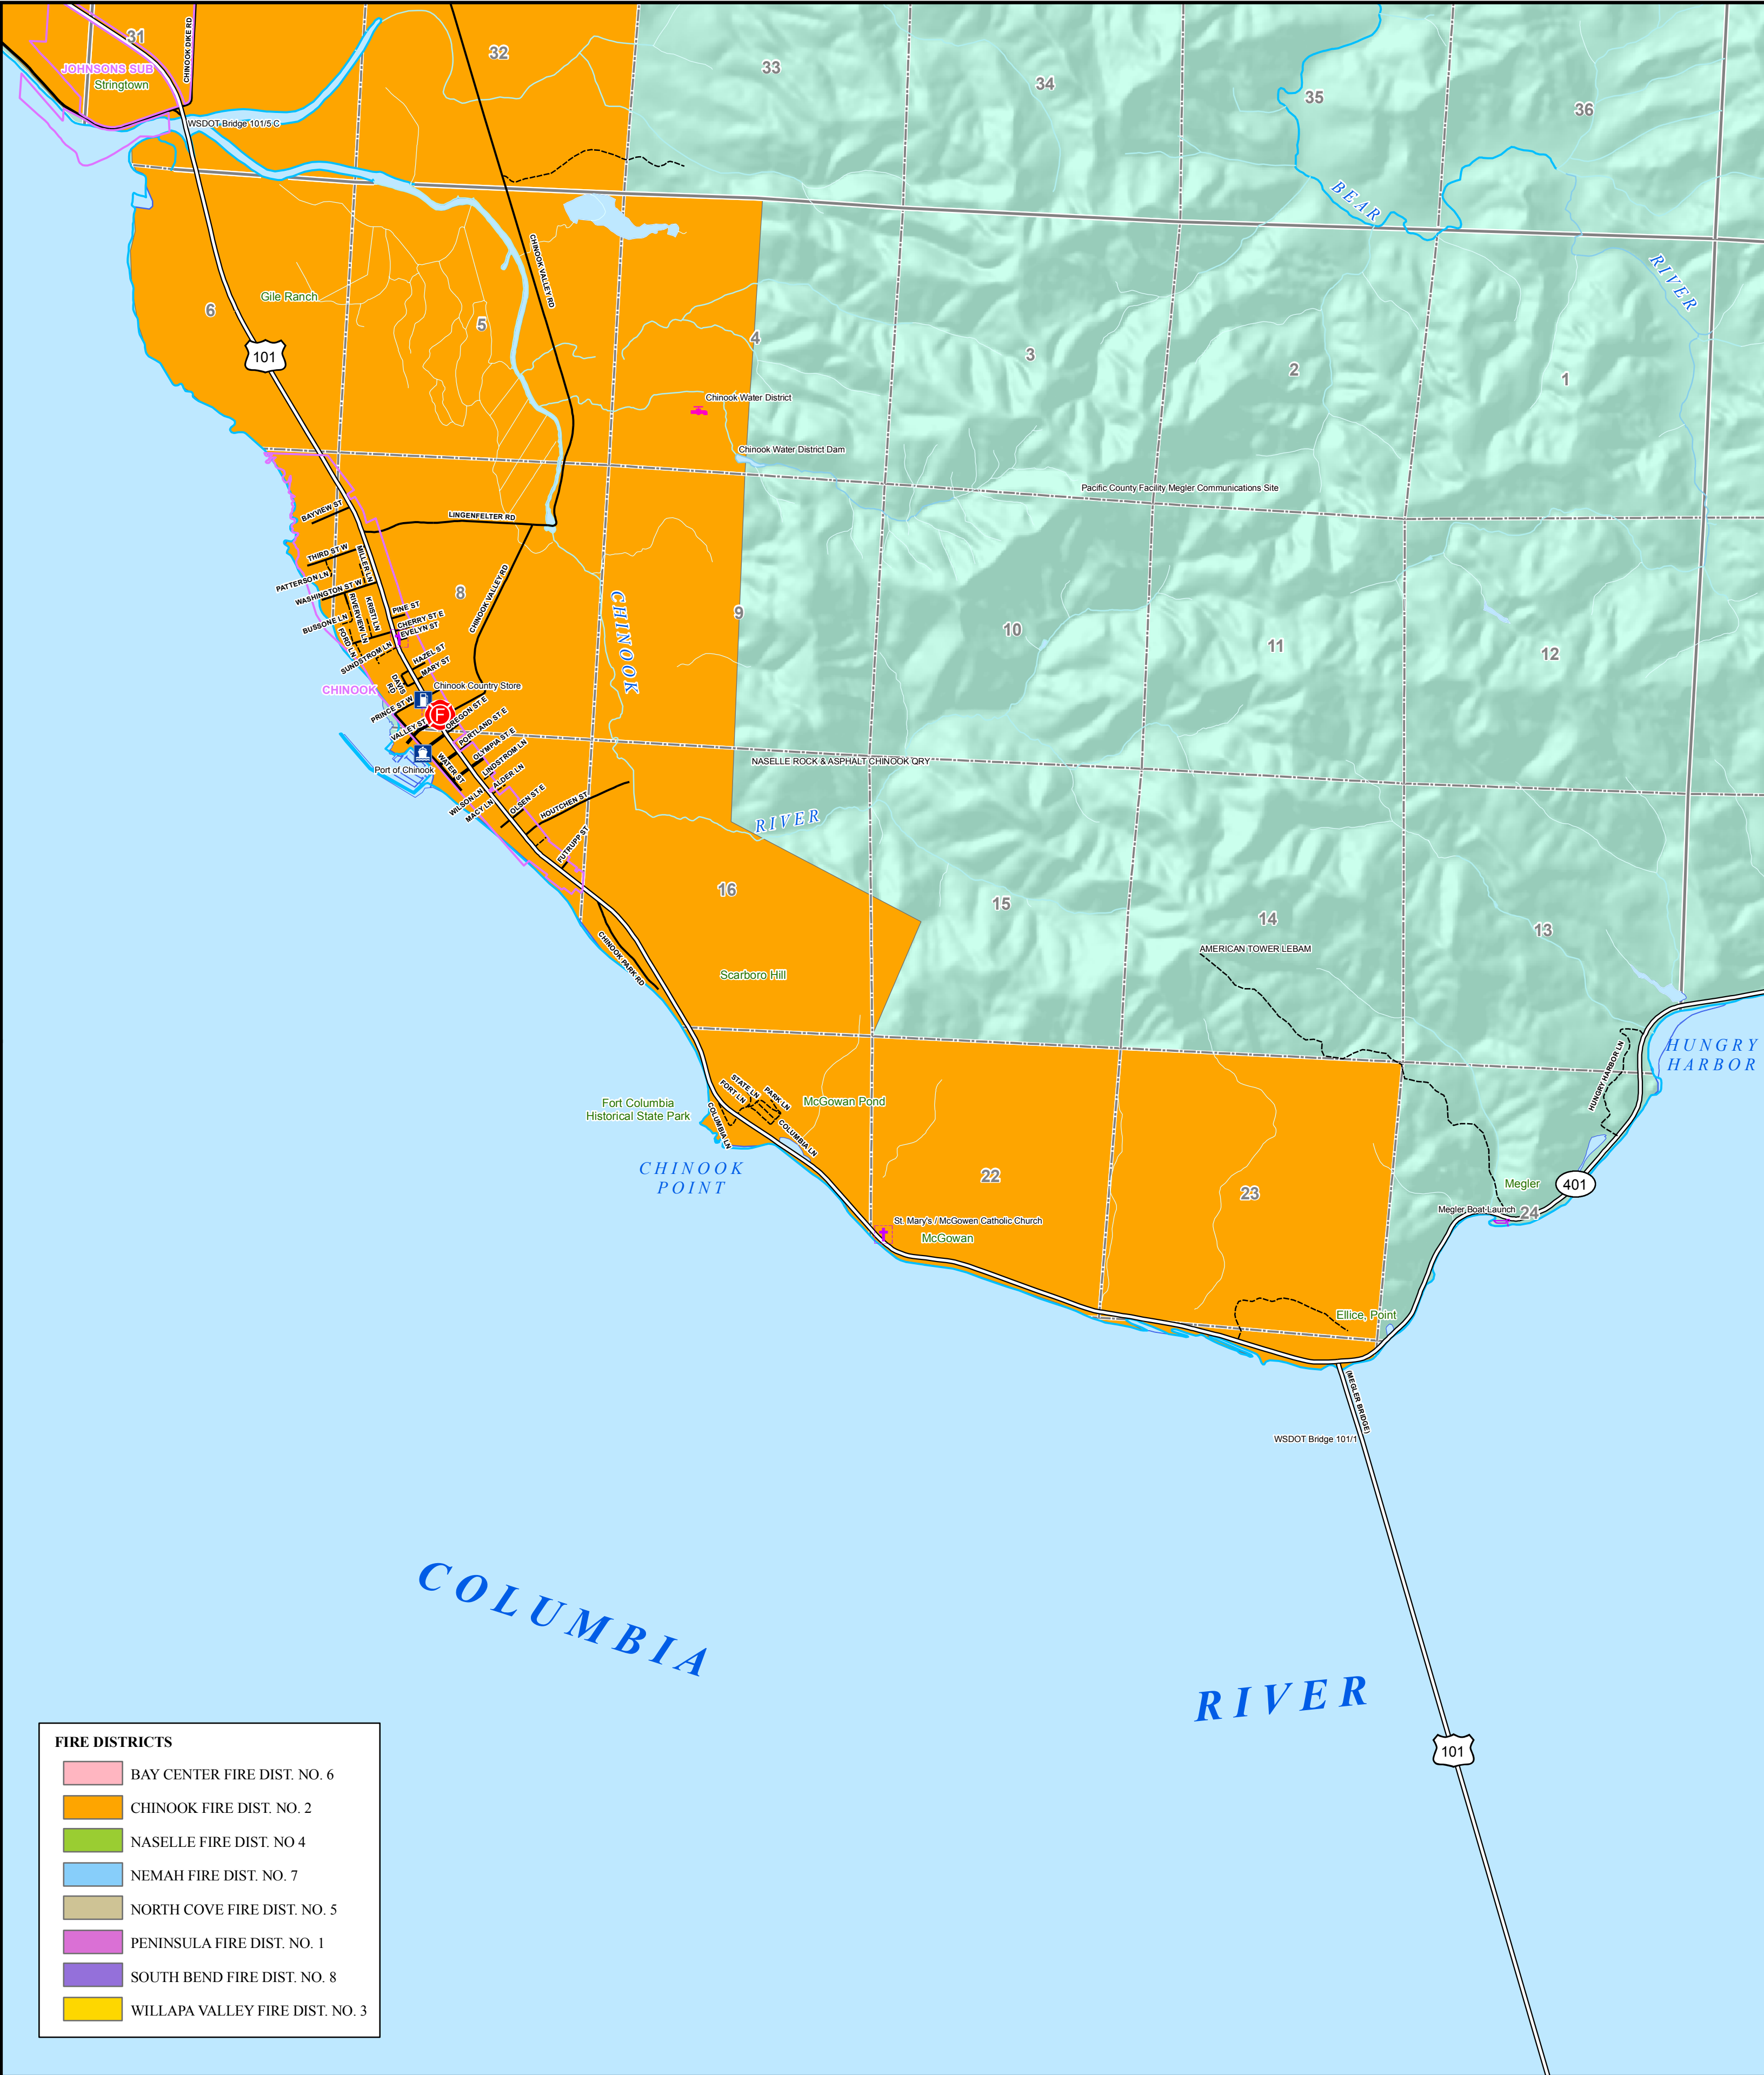 31
CHINOOK DIKE RD
32
33
34
35
36
JOHNSONS SUB
Stringtown
WSDOT Bridge 101/5 C
BEAR
RIVER
CHINOOK VALLEY RD
Gile Ranch
6
5
4
3
2
1
101
Chinook Water District
Chinook Water District Dam
Pacific County Facility Megler Communications Site
BAYVIEW ST
LINGENFELTER RD
THIRD ST W
MILLER LN
PATTERSON LN
WASHINGTON ST W
RIVERVIEW LN
KRISTI LN
PINE ST
CHERRY ST E
EVELYN ST
BUSSONE LN
FORD LN
SUNDSTROM LN
HAZEL ST
MARY ST
8
CHINOOK VALLEY RD
CHINOOK
9
10
11
12
DAVIS
RD
CHINOOK
Chinook Country Store
PRINCE ST W
F
VALLEY ST
OREGON ST E
PORTLAND ST E
OLYMPIA ST E
LINDSTROM LN
ALDER LN
WATER ST
Port of Chinook
WILSON LN
MACY LN
OLSEN ST E
HOUTCHEN ST
PUTRUPP ST
NASELLE ROCK & ASPHALT CHINOOK QRY
RIVER
16
15
14
13
CHINOOK PARK RD
Scarboro Hill
AMERICAN TOWER LEBAM
HUNGRY
HARBOR
HUNGRY HARBOR LN
Fort Columbia
Historical State Park
STATE LN
FORT LN
PARK LN
COLUMBIA LN
COLUMBIA LN
McGowan Pond
CHINOOK
POINT
22
23
Megler
401
Megler Boat Launch
24
St. Mary's / McGowen Catholic Church
McGowan
Ellice, Point
(MEGLER BRIDGE)
WSDOT Bridge 101/1
COLUMBIA
RIVER
101
FIRE DISTRICTS
BAY CENTER FIRE DIST. NO. 6
CHINOOK FIRE DIST. NO. 2
NASELLE FIRE DIST. NO 4
NEMAH FIRE DIST. NO. 7
NORTH COVE FIRE DIST. NO. 5
PENINSULA FIRE DIST. NO. 1
SOUTH BEND FIRE DIST. NO. 8
WILLAPA VALLEY FIRE DIST. NO. 3